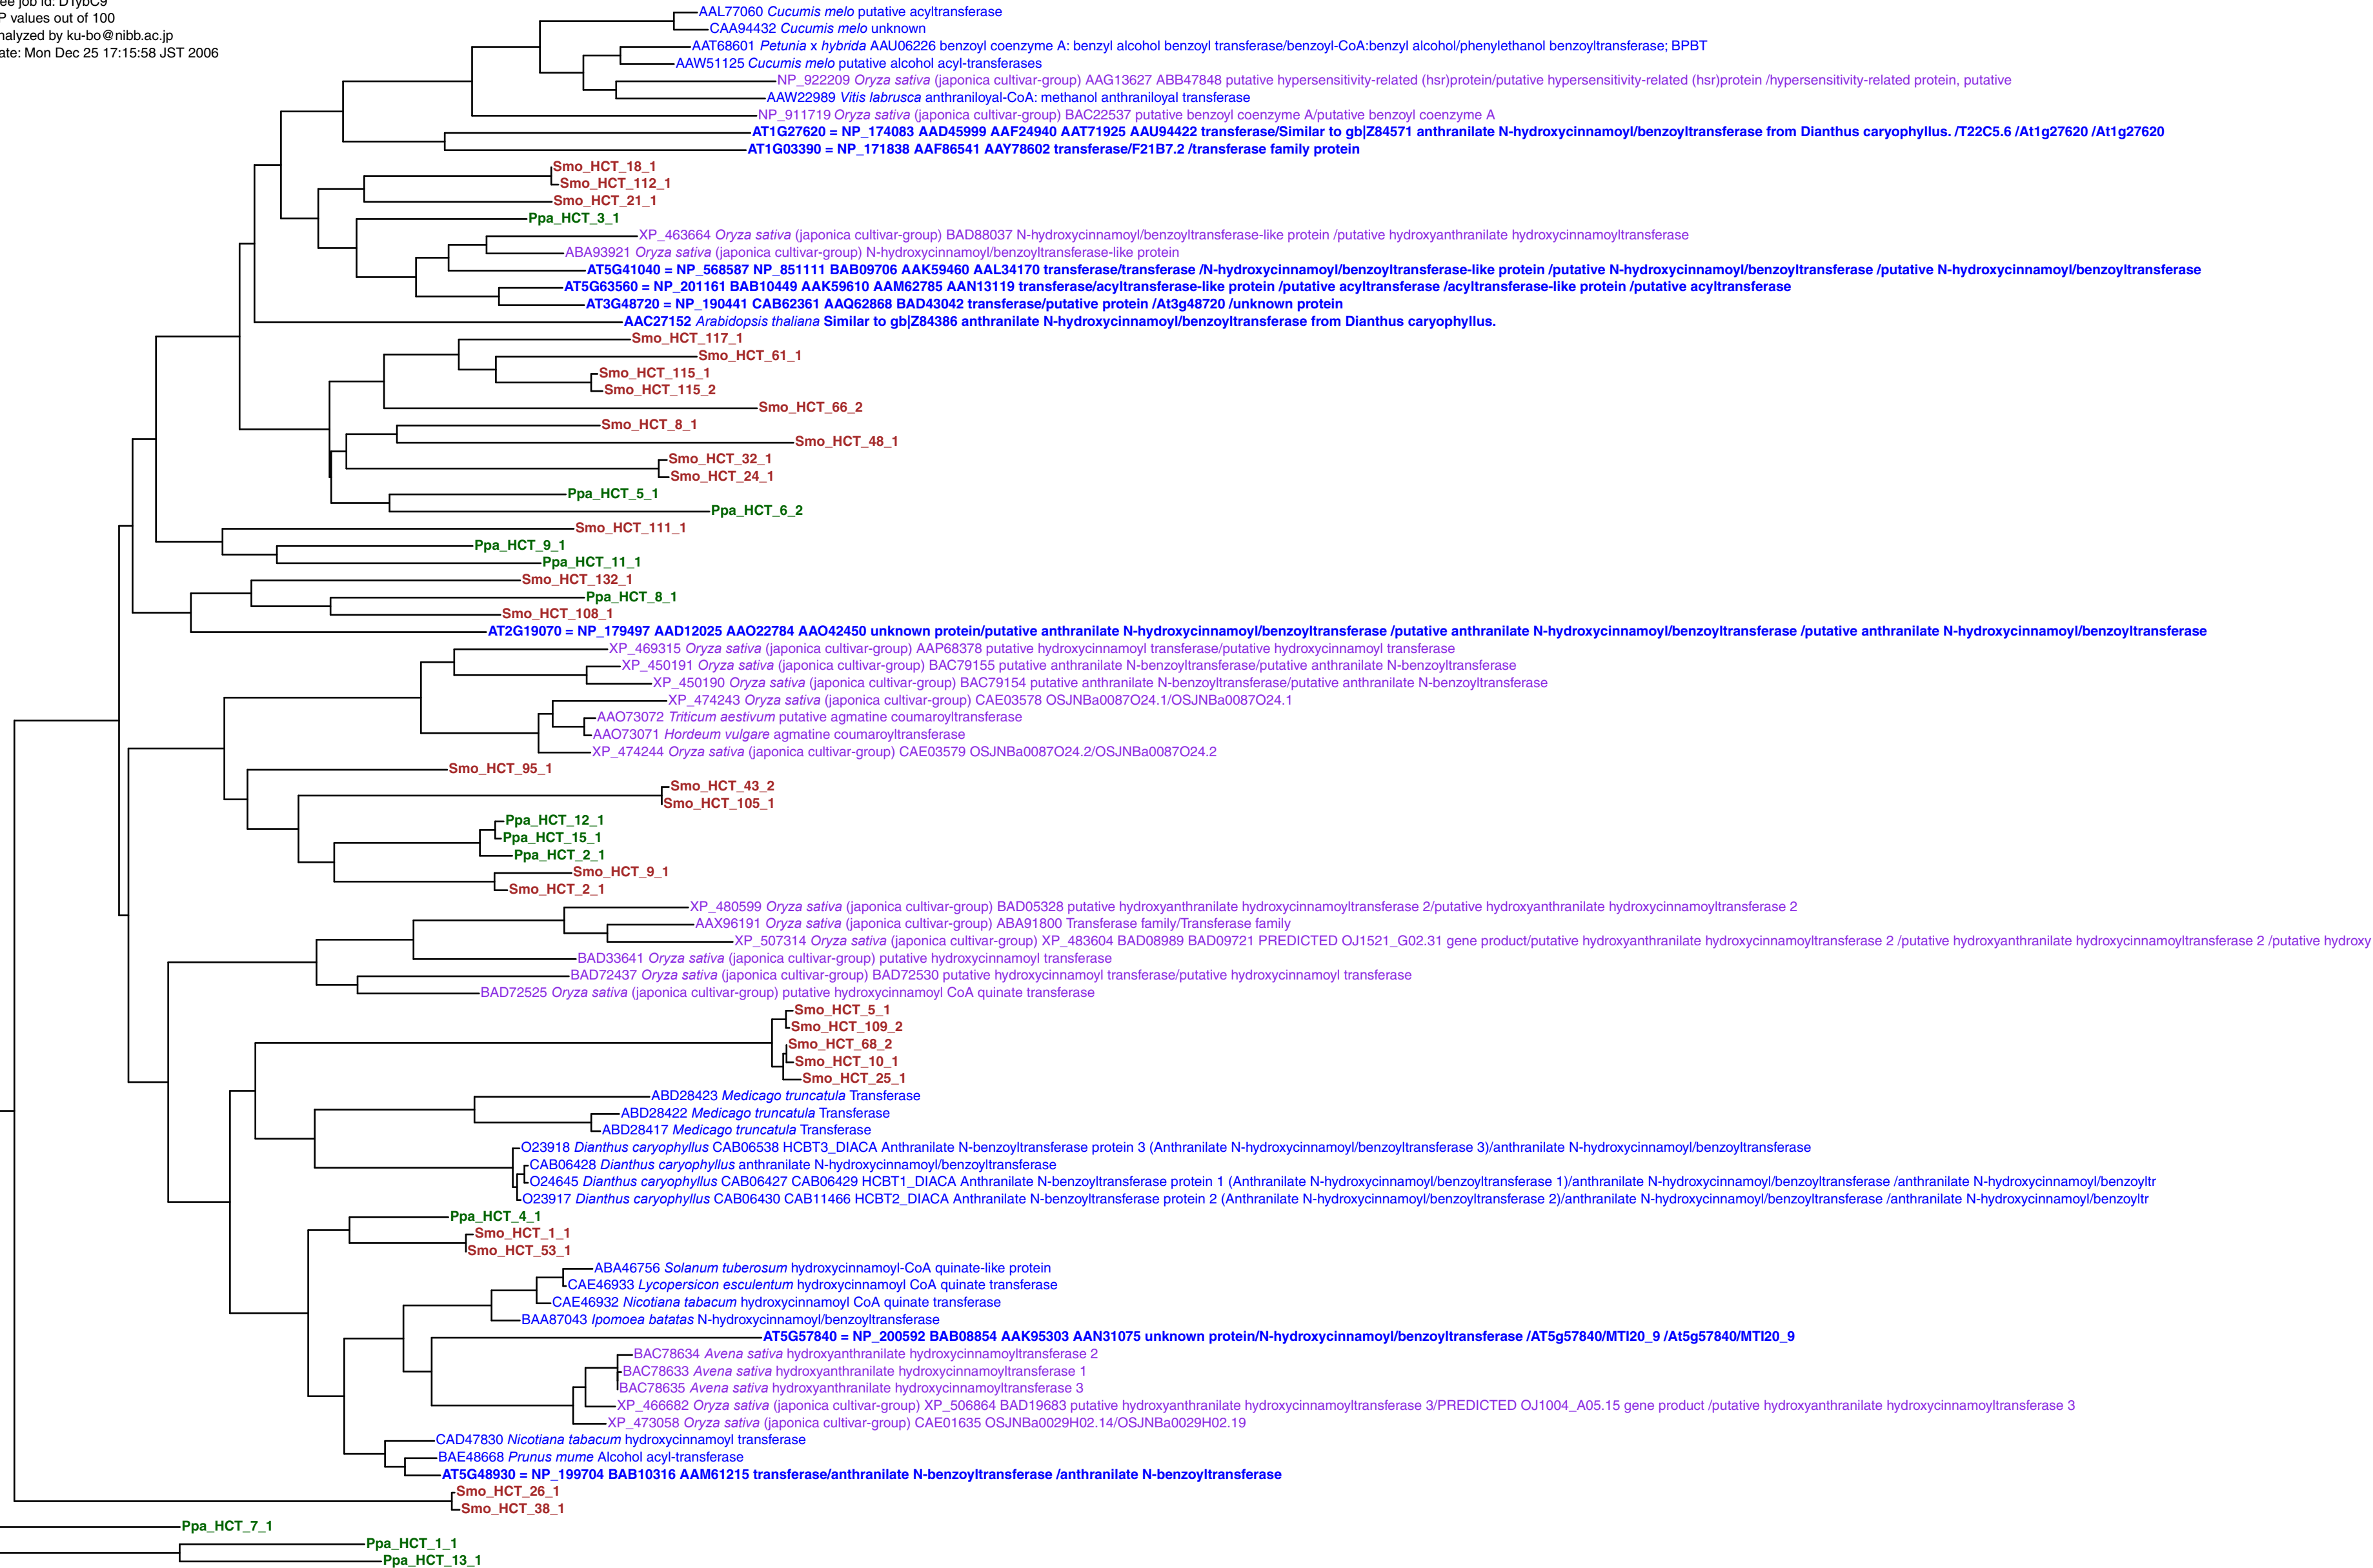 ee job id: DTybC9
P values out of 100
nalyzed by ku-bo@nibb.ac.jp
ate: Mon Dec 25 17:15:58 JST 2006
AAL77060 Cucumis melo putative acyltransferase
CAA94432 Cucumis melo unknown
AAT68601 Petunia x hybrida AAU06226 benzoyl coenzyme A: benzyl alcohol benzoyl transferase/benzoyl-CoA:benzyl alcohol/phenylethanol benzoyltransferase; BPBT
AAW51125 Cucumis melo putative alcohol acyl-transferases
NP_922209 Oryza sativa (japonica cultivar-group) AAG13627 ABB47848 putative hypersensitivity-related (hsr)protein/putative hypersensitivity-related (hsr)protein /hypersensitivity-related protein, putative
AAW22989 Vitis labrusca anthraniloyal-CoA: methanol anthraniloyal transferase
NP_911719 Oryza sativa (japonica cultivar-group) BAC22537 putative benzoyl coenzyme A/putative benzoyl coenzyme A
AT1G27620 = NP_174083 AAD45999 AAF24940 AAT71925 AAU94422 transferase/Similar to gb|Z84571 anthranilate N-hydroxycinnamoyl/benzoyltransferase from Dianthus caryophyllus. /T22C5.6 /At1g27620 /At1g27620
AT1G03390 = NP_171838 AAF86541 AAY78602 transferase/F21B7.2 /transferase family protein
Smo_HCT_18_1
Smo_HCT_112_1
Smo_HCT_21_1
Ppa_HCT_3_1
XP_463664 Oryza sativa (japonica cultivar-group) BAD88037 N-hydroxycinnamoyl/benzoyltransferase-like protein /putative hydroxyanthranilate hydroxycinnamoyltransferase
ABA93921 Oryza sativa (japonica cultivar-group) N-hydroxycinnamoyl/benzoyltransferase-like protein
AT5G41040 = NP_568587 NP_851111 BAB09706 AAK59460 AAL34170 transferase/transferase /N-hydroxycinnamoyl/benzoyltransferase-like protein /putative N-hydroxycinnamoyl/benzoyltransferase /putative N-hydroxycinnamoyl/benzoyltransferase
AT5G63560 = NP_201161 BAB10449 AAK59610 AAM62785 AAN13119 transferase/acyltransferase-like protein /putative acyltransferase /acyltransferase-like protein /putative acyltransferase
AT3G48720 = NP_190441 CAB62361 AAQ62868 BAD43042 transferase/putative protein /At3g48720 /unknown protein
AAC27152 Arabidopsis thaliana Similar to gb|Z84386 anthranilate N-hydroxycinnamoyl/benzoyltransferase from Dianthus caryophyllus.
Smo_HCT_117_1
Smo_HCT_61_1
Smo_HCT_115_1
Smo_HCT_115_2
Smo_HCT_66_2
Smo_HCT_8_1
Smo_HCT_48_1
Smo_HCT_32_1
Smo_HCT_24_1
Ppa_HCT_5_1
Ppa_HCT_6_2
Smo_HCT_111_1
Ppa_HCT_9_1
Ppa_HCT_11_1
Smo_HCT_132_1
Ppa_HCT_8_1
Smo_HCT_108_1
AT2G19070 = NP_179497 AAD12025 AAO22784 AAO42450 unknown protein/putative anthranilate N-hydroxycinnamoyl/benzoyltransferase /putative anthranilate N-hydroxycinnamoyl/benzoyltransferase /putative anthranilate N-hydroxycinnamoyl/benzoyltransferase
XP_469315 Oryza sativa (japonica cultivar-group) AAP68378 putative hydroxycinnamoyl transferase/putative hydroxycinnamoyl transferase
XP_450191 Oryza sativa (japonica cultivar-group) BAC79155 putative anthranilate N-benzoyltransferase/putative anthranilate N-benzoyltransferase
XP_450190 Oryza sativa (japonica cultivar-group) BAC79154 putative anthranilate N-benzoyltransferase/putative anthranilate N-benzoyltransferase
XP_474243 Oryza sativa (japonica cultivar-group) CAE03578 OSJNBa0087O24.1/OSJNBa0087O24.1
AAO73072 Triticum aestivum putative agmatine coumaroyltransferase
AAO73071 Hordeum vulgare agmatine coumaroyltransferase
XP_474244 Oryza sativa (japonica cultivar-group) CAE03579 OSJNBa0087O24.2/OSJNBa0087O24.2
Smo_HCT_95_1
Smo_HCT_43_2
Smo_HCT_105_1
Ppa_HCT_12_1
Ppa_HCT_15_1
Ppa_HCT_2_1
Smo_HCT_9_1
Smo_HCT_2_1
XP_480599 Oryza sativa (japonica cultivar-group) BAD05328 putative hydroxyanthranilate hydroxycinnamoyltransferase 2/putative hydroxyanthranilate hydroxycinnamoyltransferase 2
AAX96191 Oryza sativa (japonica cultivar-group) ABA91800 Transferase family/Transferase family
XP_507314 Oryza sativa (japonica cultivar-group) XP_483604 BAD08989 BAD09721 PREDICTED OJ1521_G02.31 gene product/putative hydroxyanthranilate hydroxycinnamoyltransferase 2 /putative hydroxyanthranilate hydroxycinnamoyltransferase 2 /putative hydroxy
BAD33641 Oryza sativa (japonica cultivar-group) putative hydroxycinnamoyl transferase
BAD72437 Oryza sativa (japonica cultivar-group) BAD72530 putative hydroxycinnamoyl transferase/putative hydroxycinnamoyl transferase
BAD72525 Oryza sativa (japonica cultivar-group) putative hydroxycinnamoyl CoA quinate transferase
Smo_HCT_5_1
Smo_HCT_109_2
Smo_HCT_68_2
Smo_HCT_10_1
Smo_HCT_25_1
ABD28423 Medicago truncatula Transferase
ABD28422 Medicago truncatula Transferase
ABD28417 Medicago truncatula Transferase
O23918 Dianthus caryophyllus CAB06538 HCBT3_DIACA Anthranilate N-benzoyltransferase protein 3 (Anthranilate N-hydroxycinnamoyl/benzoyltransferase 3)/anthranilate N-hydroxycinnamoyl/benzoyltransferase
CAB06428 Dianthus caryophyllus anthranilate N-hydroxycinnamoyl/benzoyltransferase
O24645 Dianthus caryophyllus CAB06427 CAB06429 HCBT1_DIACA Anthranilate N-benzoyltransferase protein 1 (Anthranilate N-hydroxycinnamoyl/benzoyltransferase 1)/anthranilate N-hydroxycinnamoyl/benzoyltransferase /anthranilate N-hydroxycinnamoyl/benzoyltr
O23917 Dianthus caryophyllus CAB06430 CAB11466 HCBT2_DIACA Anthranilate N-benzoyltransferase protein 2 (Anthranilate N-hydroxycinnamoyl/benzoyltransferase 2)/anthranilate N-hydroxycinnamoyl/benzoyltransferase /anthranilate N-hydroxycinnamoyl/benzoyltr
Ppa_HCT_4_1
Smo_HCT_1_1
Smo_HCT_53_1
ABA46756 Solanum tuberosum hydroxycinnamoyl-CoA quinate-like protein
CAE46933 Lycopersicon esculentum hydroxycinnamoyl CoA quinate transferase
CAE46932 Nicotiana tabacum hydroxycinnamoyl CoA quinate transferase
BAA87043 Ipomoea batatas N-hydroxycinnamoyl/benzoyltransferase
AT5G57840 = NP_200592 BAB08854 AAK95303 AAN31075 unknown protein/N-hydroxycinnamoyl/benzoyltransferase /AT5g57840/MTI20_9 /At5g57840/MTI20_9
BAC78634 Avena sativa hydroxyanthranilate hydroxycinnamoyltransferase 2
BAC78633 Avena sativa hydroxyanthranilate hydroxycinnamoyltransferase 1
BAC78635 Avena sativa hydroxyanthranilate hydroxycinnamoyltransferase 3
XP_466682 Oryza sativa (japonica cultivar-group) XP_506864 BAD19683 putative hydroxyanthranilate hydroxycinnamoyltransferase 3/PREDICTED OJ1004_A05.15 gene product /putative hydroxyanthranilate hydroxycinnamoyltransferase 3
XP_473058 Oryza sativa (japonica cultivar-group) CAE01635 OSJNBa0029H02.14/OSJNBa0029H02.19
CAD47830 Nicotiana tabacum hydroxycinnamoyl transferase
BAE48668 Prunus mume Alcohol acyl-transferase
AT5G48930 = NP_199704 BAB10316 AAM61215 transferase/anthranilate N-benzoyltransferase /anthranilate N-benzoyltransferase
Smo_HCT_26_1
Smo_HCT_38_1
Ppa_HCT_7_1
Ppa_HCT_1_1
Ppa_HCT_13_1